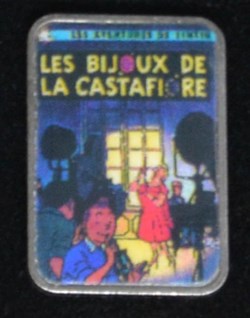 LES AVENTURES DE TINTIN
LES BIJOUX DE
LA CASTAFIORE